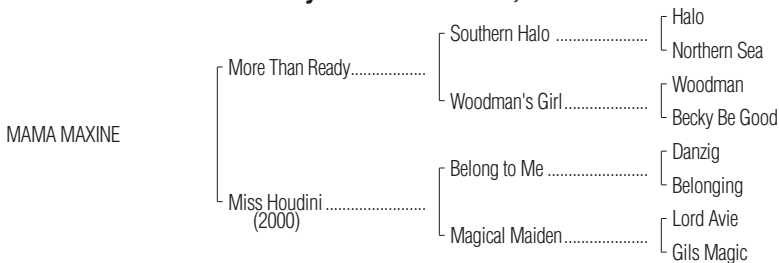 Southern Halo ......................
Halo
Northern Sea
More Than Ready..................
Woodman's Girl....................
Woodman
Becky Be Good
MAMA MAXINE
Belong to Me ........................
Danzig
Belonging
Miss Houdini ........................
(2000)
Magical Maiden....................
Lord Avie
Gils Magic